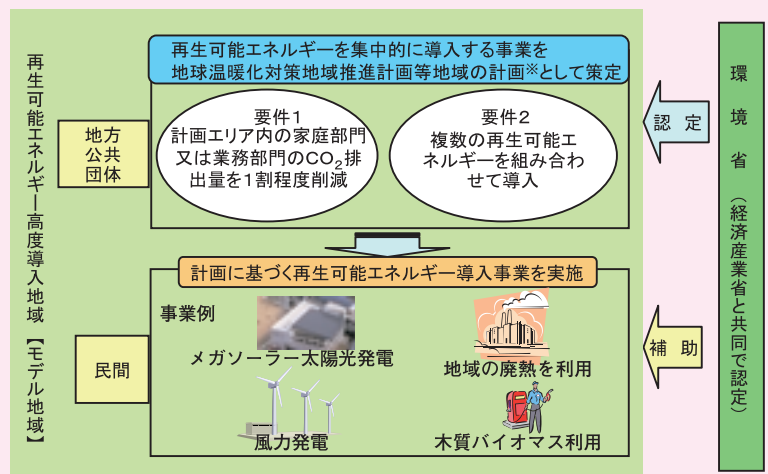 再生可能エネルギー高度導入地域【モデル地域】
再生可能エネルギーを集中的に導入する事業を
地球温暖化対策地域推進計画等地域の計画※として策定
地方
公共
団体
要件1
計画エリア内の家庭部門
又は業務部門のCO₂排
出量を1割程度削減
要件2
複数の再生可能エ
ネルギーを組み合わ
せて導入
計画に基づく再生可能エネルギー導入事業を実施
民間
事業例
メガソーラー太陽光発電
地域の廃熱を利用
風力発電
木質バイオマス利用
認定
補助
環境省(経済産業省と共同で認定)